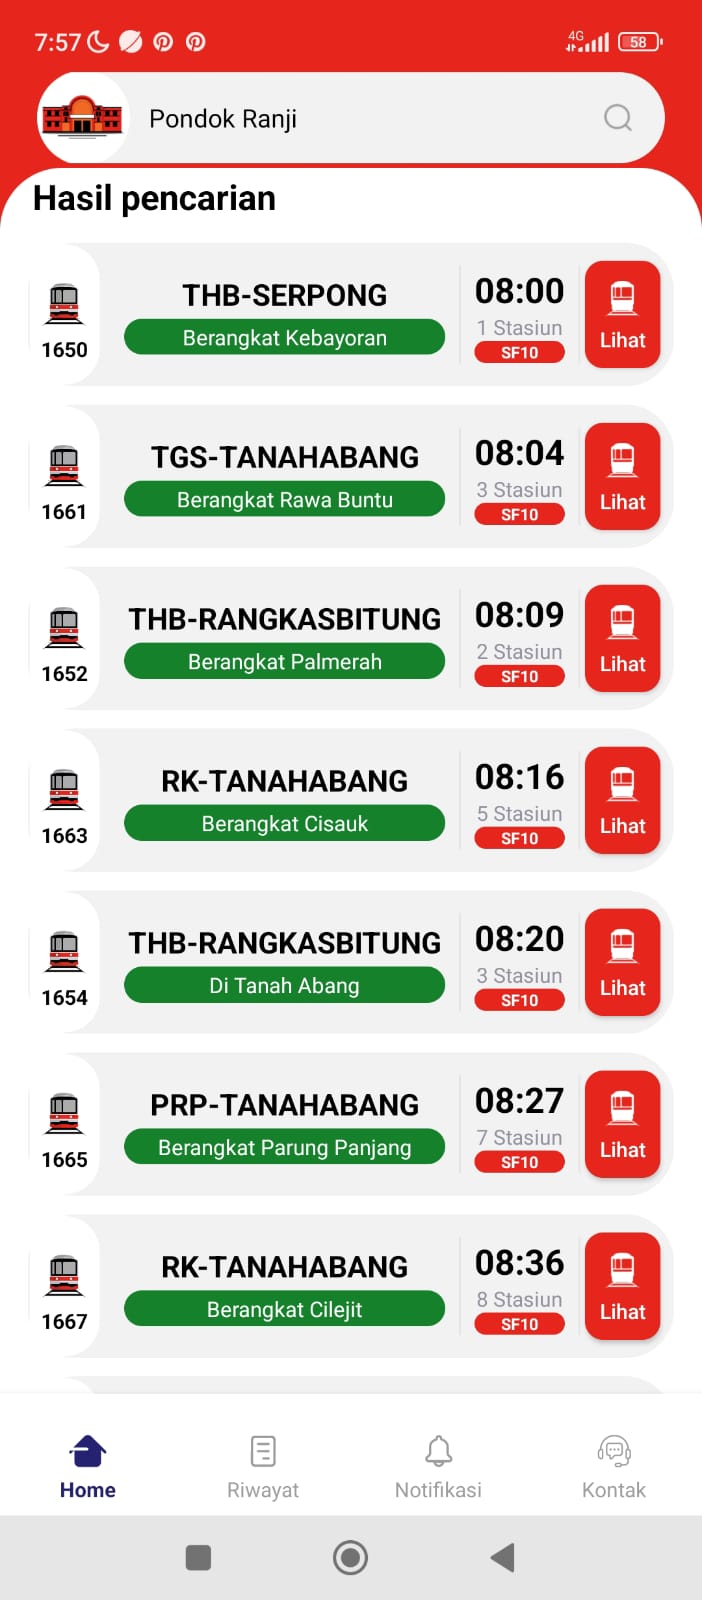 7:57
4G
58
Pondok Ranji
Hasil pencarian
THB-SERPONG
08:00
1650
Berangkat Kebayoran
1 Stasiun
SF10
Lihat
TGS-TANAHABANG
08:04
1661
Berangkat Rawa Buntu
3 Stasiun
SF10
Lihat
THB-RANGKASBITUNG
08:09
1652
Berangkat Palmerah
2 Stasiun
SF10
Lihat
RK-TANAHABANG
08:16
1663
Berangkat Cisauk
5 Stasiun
SF10
Lihat
THB-RANGKASBITUNG
08:20
1654
Di Tanah Abang
3 Stasiun
SF10
Lihat
PRP-TANAHABANG
08:27
1665
Berangkat Parung Panjang
7 Stasiun
SF10
Lihat
RK-TANAHABANG
08:36
1667
Berangkat Cilejit
8 Stasiun
SF10
Lihat
Home
Riwayat
Notifikasi
Kontak